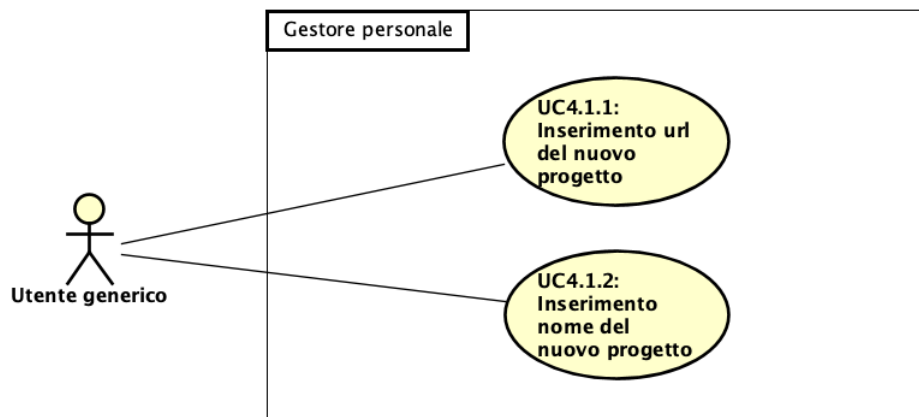 Gestore personale
UC4.1.1:
Inserimento url
del nuovo
progetto
Utente generico
UC4.1.2:
Inserimento
nome del
nuovo progetto